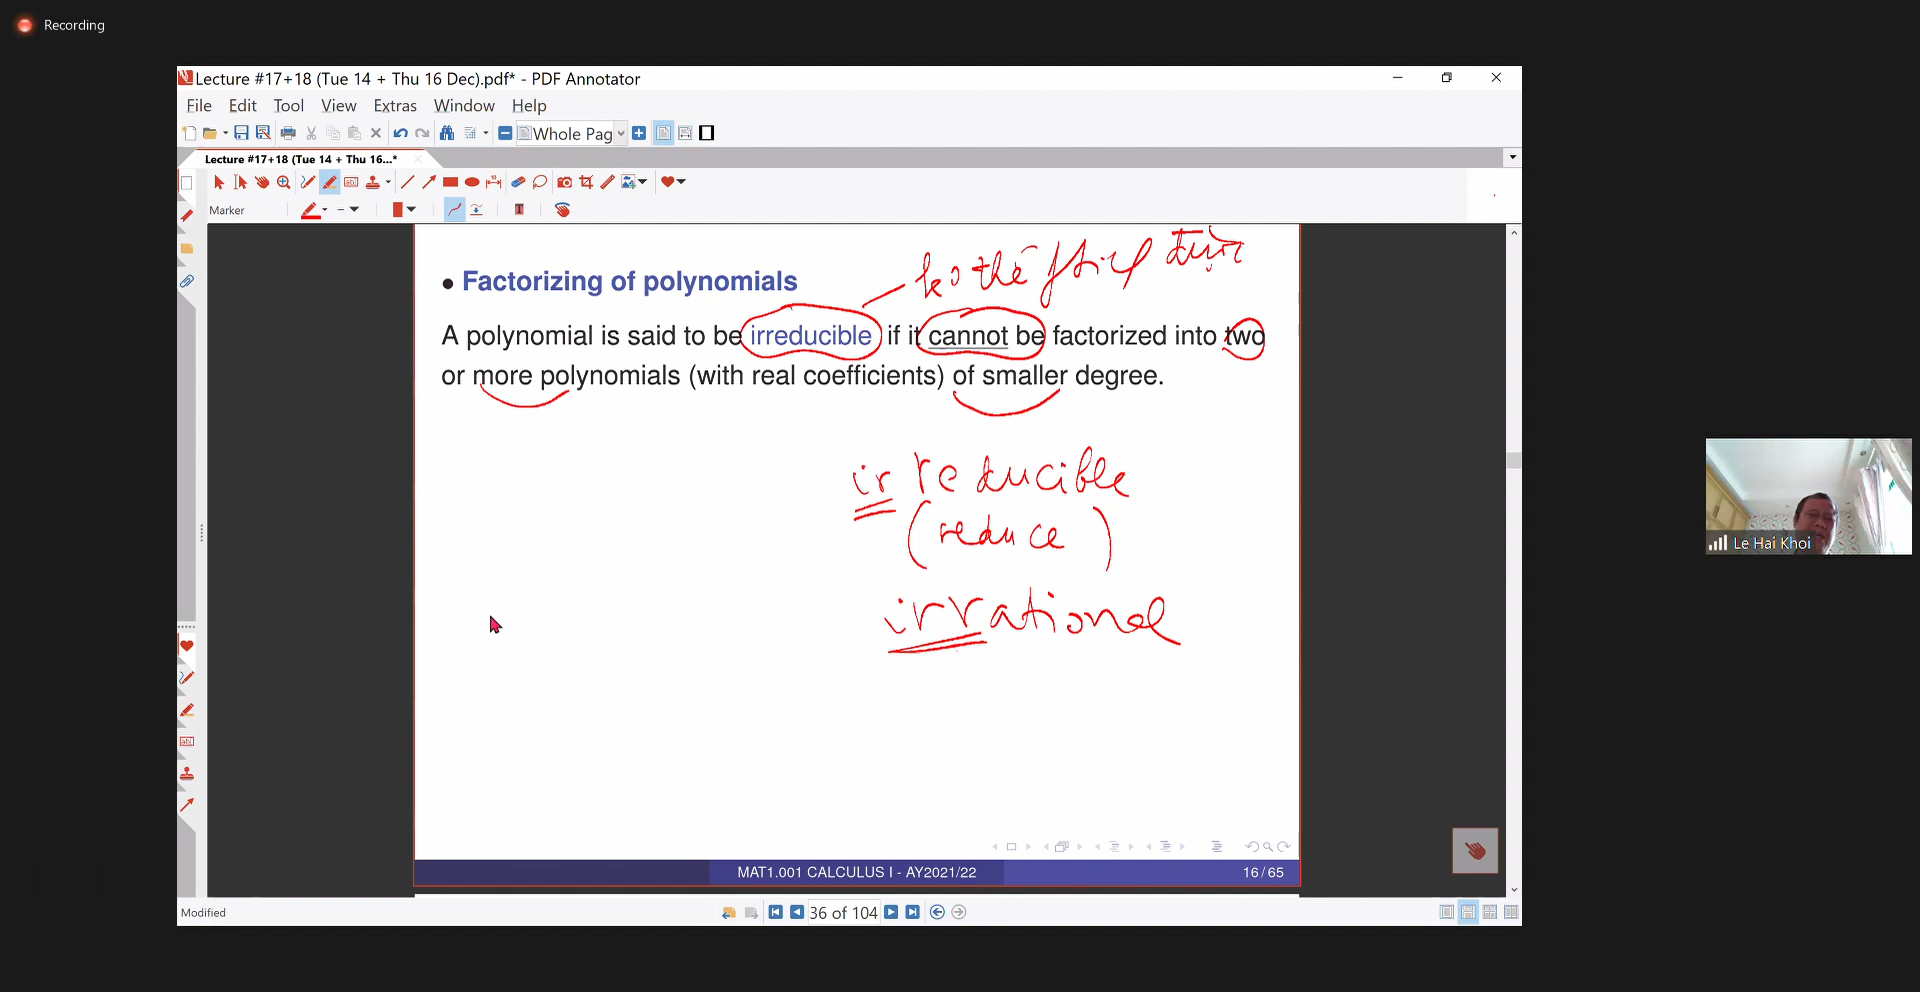 Recording
Lecture #17+18 (Tue 14 + Thu 16 Dec).pdf* - PDF Annotator
File Edit Tool View Extras Window Help
Whole Pag
Lecture #17+18 (Tue 14 + Thu 16...*
Marker
• Factorizing of polynomials
thể
A polynomial is said to be irreducible if it cannot be factorized into two
or more polynomials (with real coefficients) of smaller degree.
irreducible
(reduce)
irrational
Le Hai Khoi
MAT1.001 CALCULUS I - AY2021/22 16/65
Modified 36 of 104